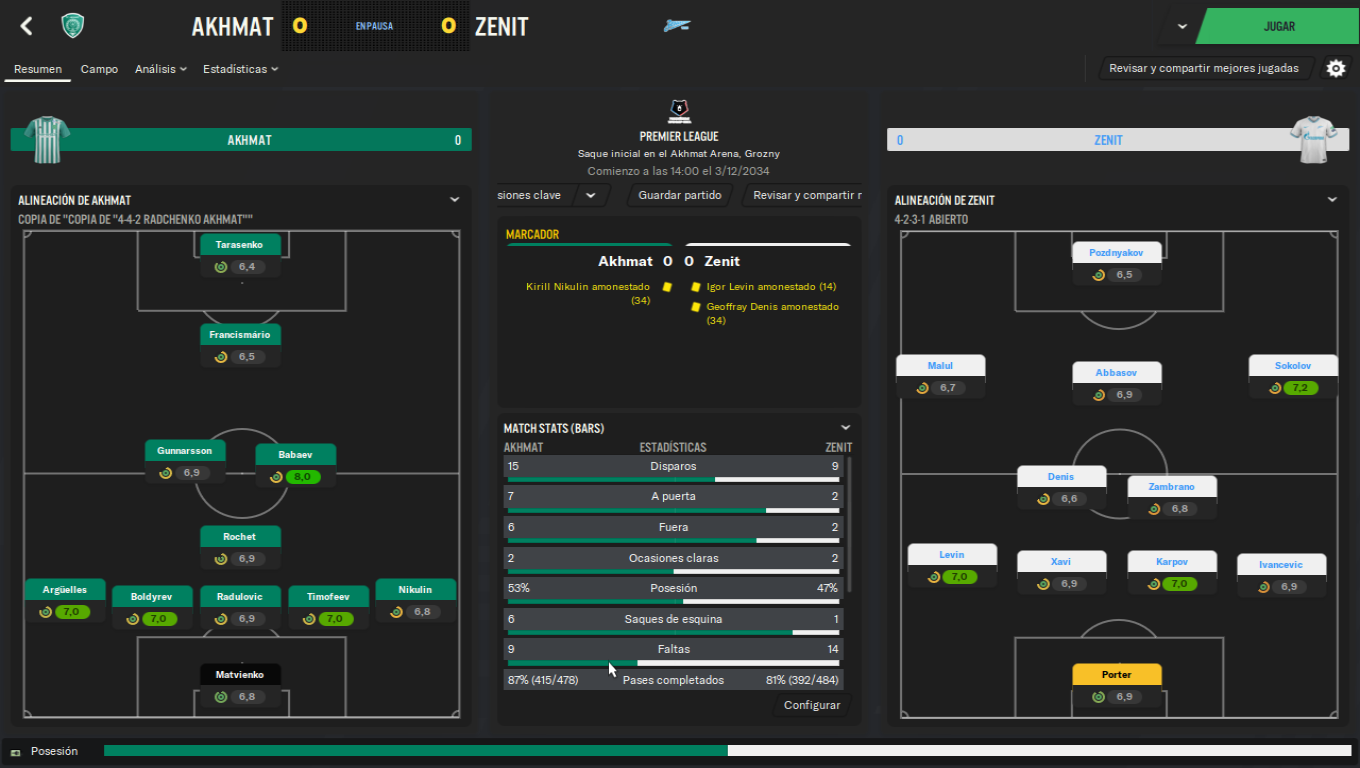 AKHMAT
0
EN PAUSA
0
ZENIT
JUGAR
Resumen
Campo
Análisis
Estadísticas
Revisar y compartir mejores jugadas
AKHMAT
0
PREMIER LEAGUE
Saque inicial en el Akhmat Arena, Grozny
Comienzo a las 14:00 el 3/12/2034
siones clave
Guardar partido
Revisar y compartir r
0
ZENIT
ALINEACIÓN DE AKHMAT
COPIA DE "COPIA DE "4-4-2 RADCHENKO AKHMAT""
Tarasenko
6,4
Francismário
6,5
Gunnarsson
6,9
Babaev
8,0
Rochet
6,9
Argüelles
7,0
Boldyrev
7,0
Radulovic
6,9
Timofeev
7,0
Nikulin
6,8
Matvienko
6,8
MARCADOR
Akhmat 0 0 Zenit
Kirill Nikulin amonestado
(34)
Igor Levin amonestado (14)
Geoffray Denis amonestado
(34)
MATCH STATS (BARS)
AKHMAT ESTADÍSTICAS ZENIT
15 Disparos 9
7 A puerta 2
6 Fuera 2
2 Ocasiones claras 2
53% Posesión 47%
6 Saques de esquina 1
9 Faltas 14
87% (415/478) Pases completados 81% (392/484)
Configurar
ALINEACIÓN DE ZENIT
4-2-3-1 ABIERTO
Pozdnyakov
6,5
Malul
6,7
Abbasov
6,9
Sokolov
7,2
Denis
6,6
Zambrano
6,8
Levin
7,0
Xavi
6,9
Karpov
7,0
Ivancevic
6,9
Porter
6,9
Posesión